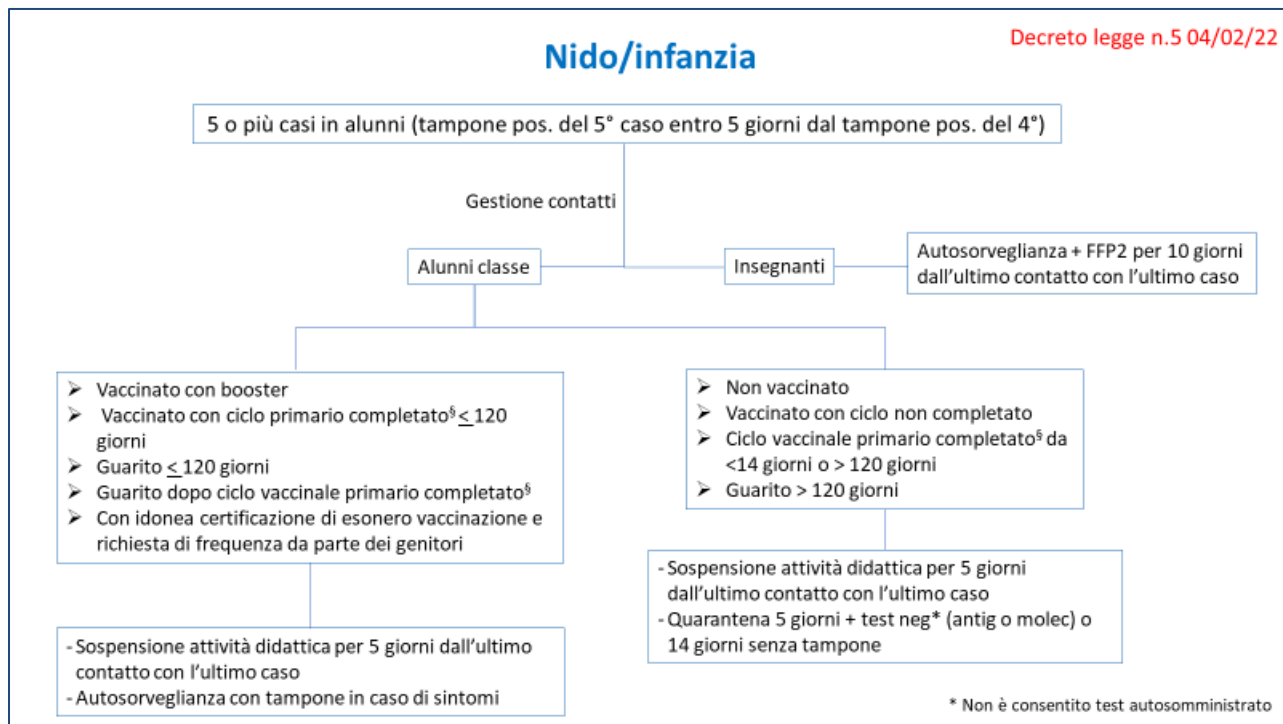 Decreto legge n.5 04/02/22
Nido/infanzia
5 o più casi in alunni (tampone pos. del 5° caso entro 5 giorni dal tampone pos. del 4°)
Gestione contatti
Alunni classe
Insegnanti
Autosorveglianza + FFP2 per 10 giorni
dall'ultimo contatto con l'ultimo caso
➢ Vaccinato con booster
➢ Vaccinato con ciclo primario completato§ < 120
giorni
➢ Guarito < 120 giorni
➢ Guarito dopo ciclo vaccinale primario completato§
➢ Con idonea certificazione di esonero vaccinazione e
richiesta di frequenza da parte dei genitori
➢ Non vaccinato
➢ Vaccinato con ciclo non completato
➢ Ciclo vaccinale primario completato§ da
<14 giorni o > 120 giorni
➢ Guarito > 120 giorni
- Sospensione attività didattica per 5 giorni dall'ultimo
contatto con l'ultimo caso
- Autosorveglianza con tampone in caso di sintomi
- Sospensione attività didattica per 5 giorni
dall'ultimo contatto con l'ultimo caso
- Quarantena 5 giorni + test neg* (antig o molec) o
14 giorni senza tampone
* Non è consentito test autosomministrato